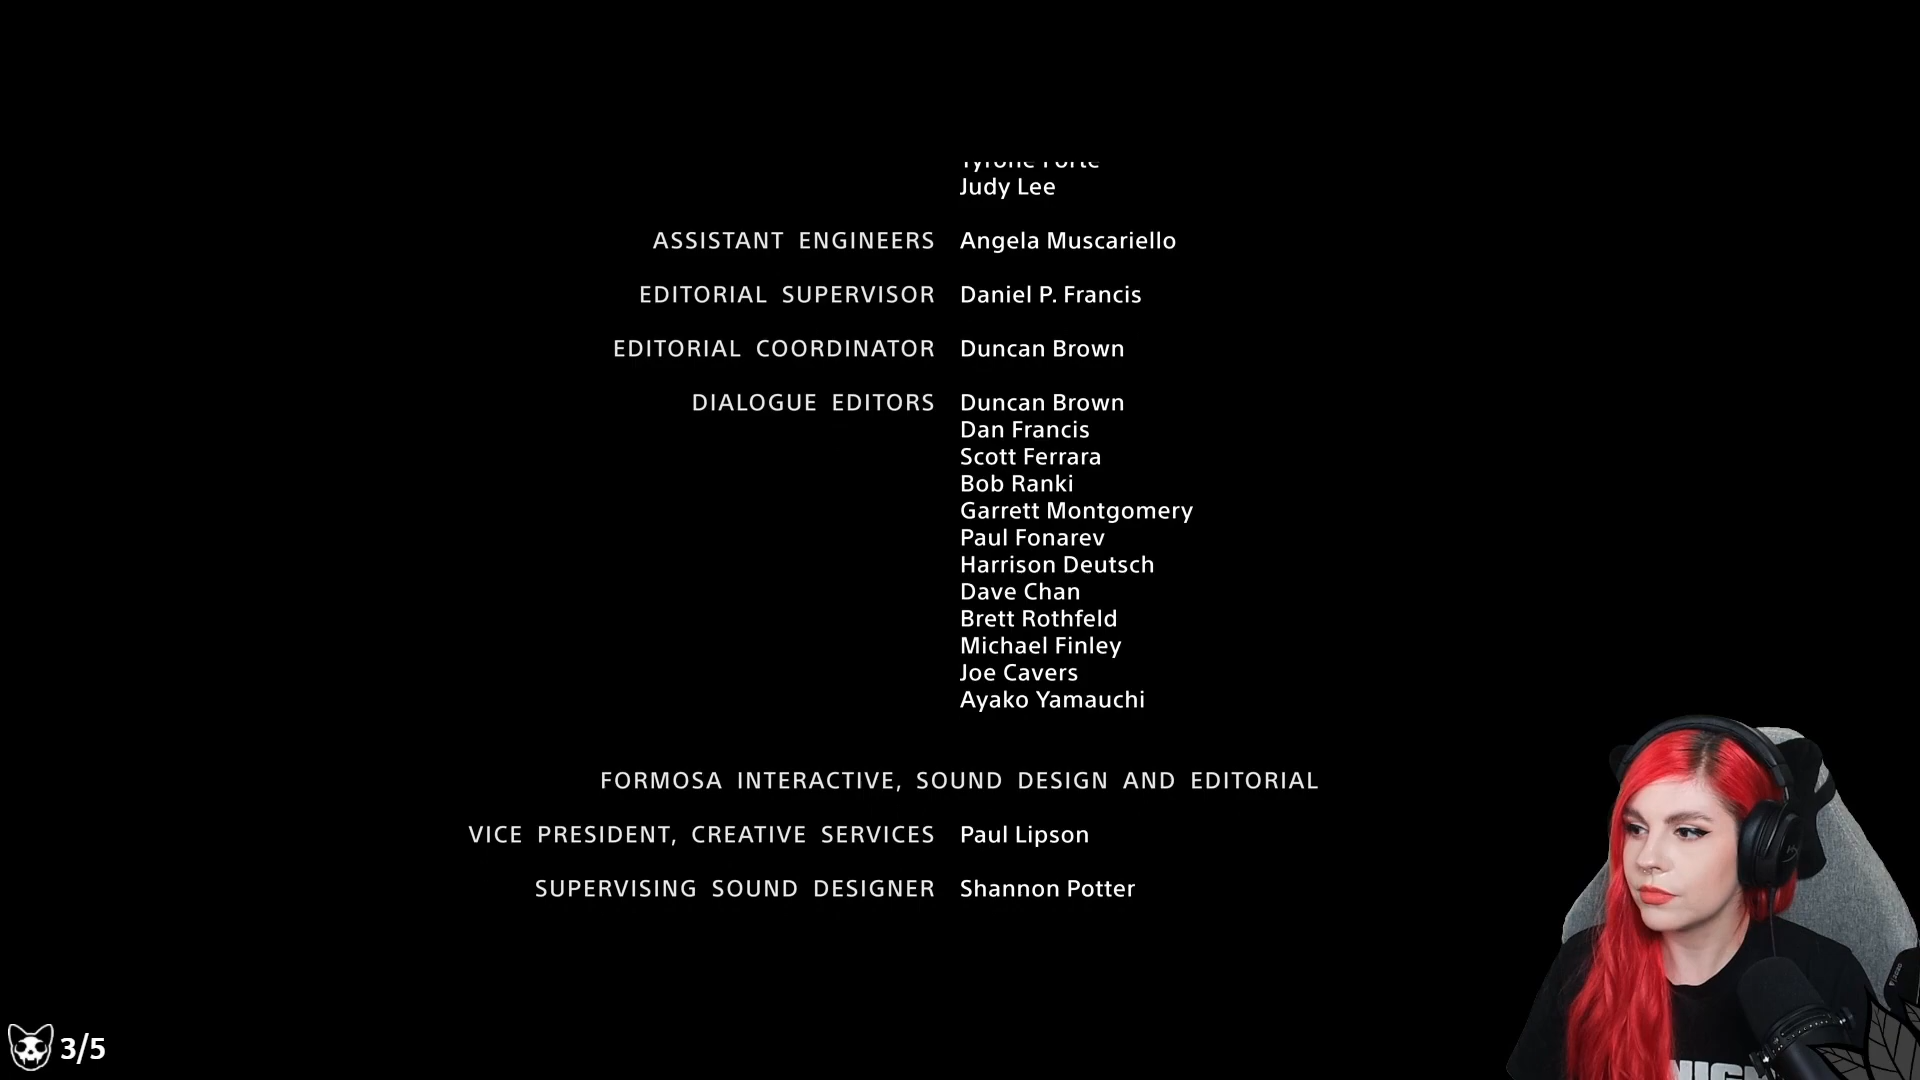 Judy Lee
ASSISTANT ENGINEERS Angela Muscariello
EDITORIAL SUPERVISOR Daniel P. Francis
EDITORIAL COORDINATOR Duncan Brown
DIALOGUE EDITORS Duncan Brown
Dan Francis
Scott Ferrara
Bob Ranki
Garrett Montgomery
Paul Fonarev
Harrison Deutsch
Dave Chan
Brett Rothfeld
Michael Finley
Joe Cavers
Ayako Yamauchi
FORMOSA INTERACTIVE, SOUND DESIGN AND EDITORIAL
VICE PRESIDENT, CREATIVE SERVICES Paul Lipson
SUPERVISING SOUND DESIGNER Shannon Potter
3/5